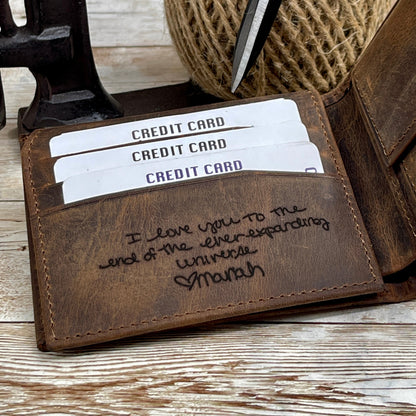 CREDIT CARD
CREDIT CARD
CREDIT CARD
I love you to the
end of the ever-expanding
universe
♡Mariah